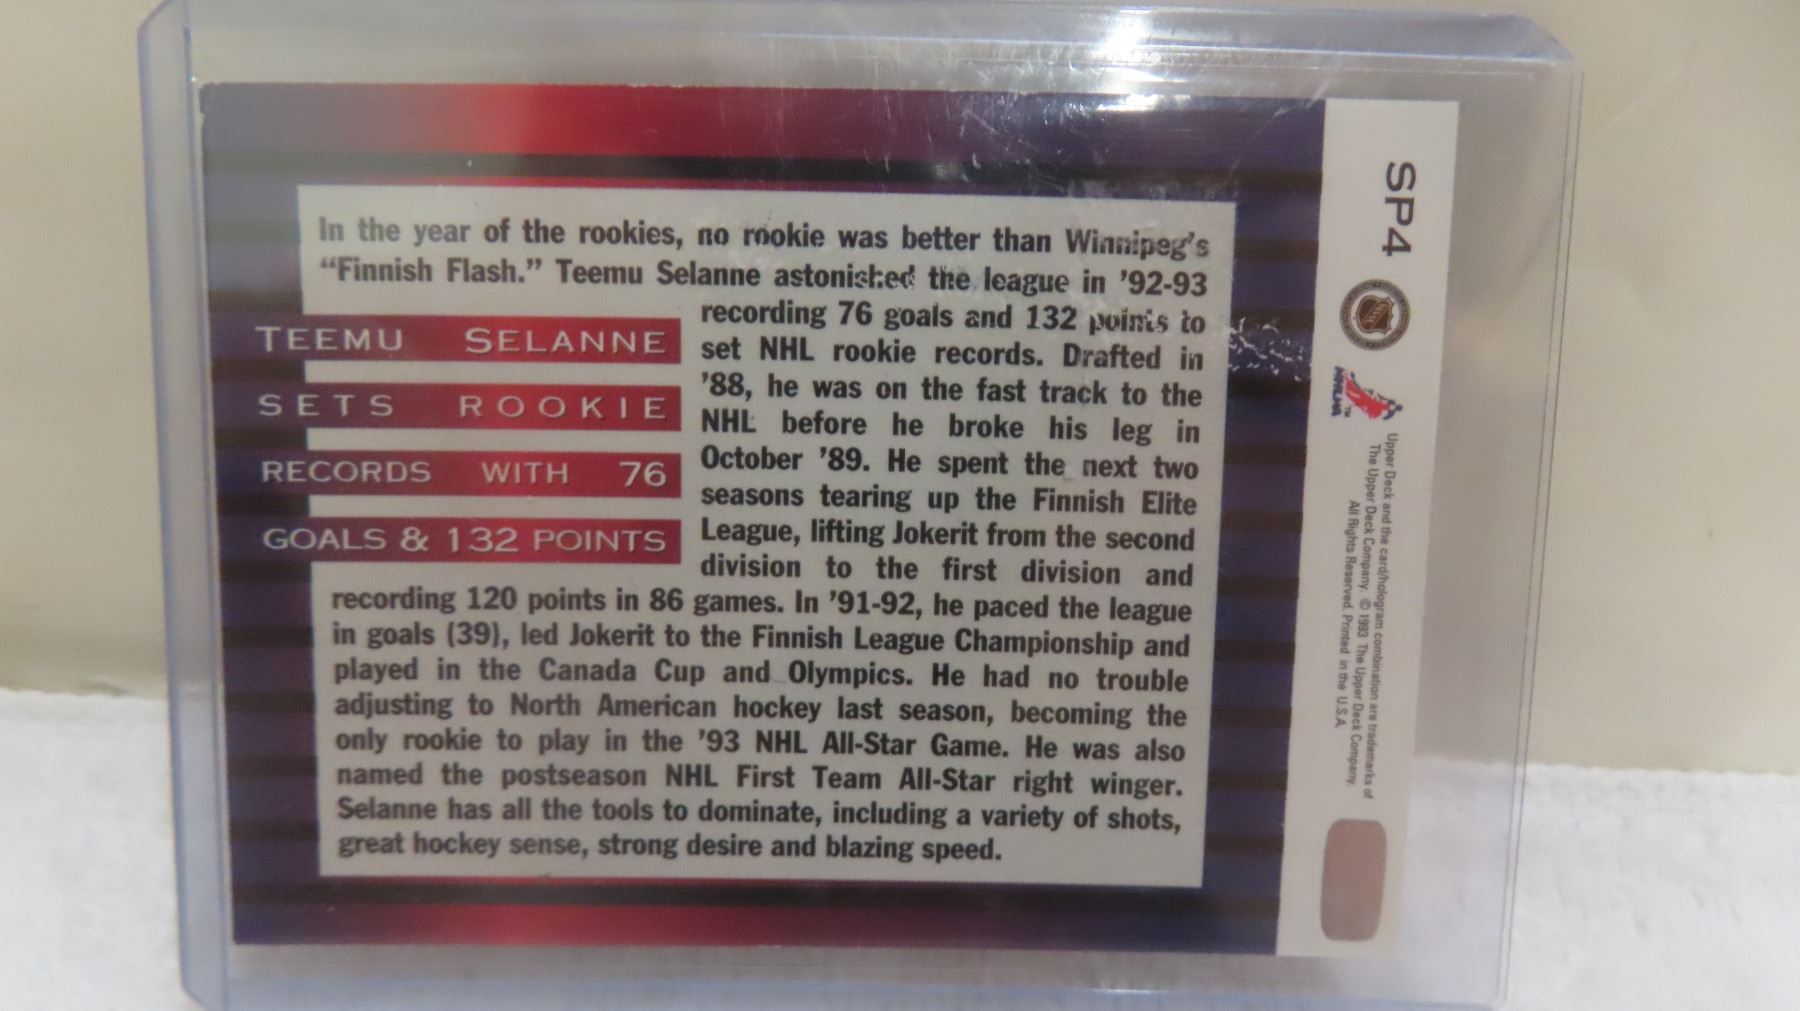 In the year of the rookies, no rookie was better than Winnipeg's
“Finnish Flash.” Teemu Selanne astonished the league in ’92-93
recording 76 goals and 132 points to
set NHL rookie records. Drafted in
’88, he was on the fast track to the
NHL before he broke his leg in
October ’89. He spent the next two
seasons tearing up the Finnish Elite
League, lifting Jokerit from the second
division to the first division and
recording 120 points in 86 games. In ’91-92, he paced the league
in goals (39), led Jokerit to the Finnish League Championship and
played in the Canada Cup and Olympics. He had no trouble
adjusting to North American hockey last season, becoming the
only rookie to play in the ’93 NHL All-Star Game. He was also
named the postseason NHL First Team All-Star right winger.
Selanne has all the tools to dominate, including a variety of shots,
great hockey sense, strong desire and blazing speed.
TEEMU SELANNE
SETS ROOKIE
RECORDS WITH 76
GOALS & 132 POINTS
SP4
NHL
NHLPA
TM
Upper Deck and the card/hologram combination are trademarks of
The Upper Deck Company. © 1993 The Upper Deck Company.
All Rights Reserved. Printed in the U.S.A.